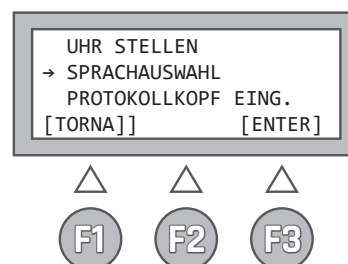 UHR STELLEN
→ SPRACHAUSWAHL
PROTOKOLLKOPF EING.
[TORNA]] [ENTER]
F1 F2 F3